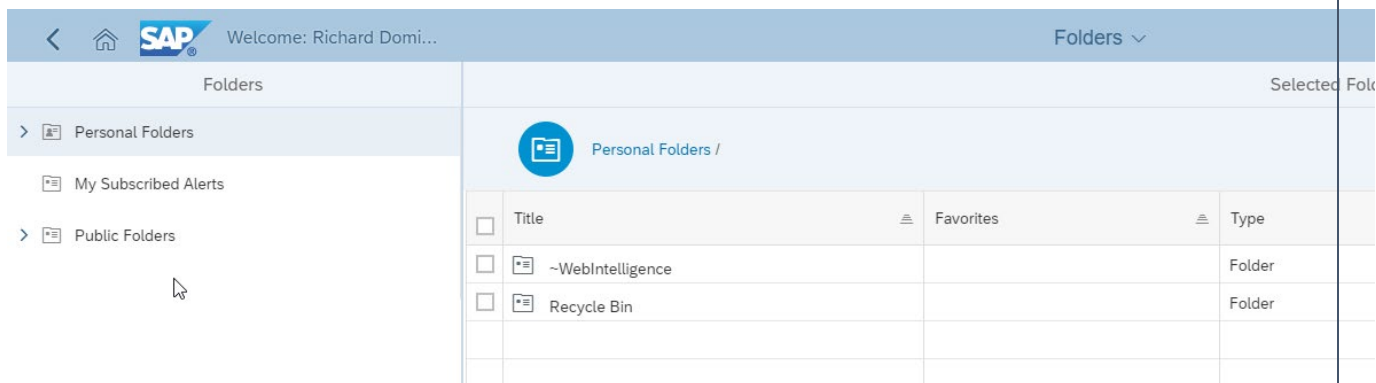 SAP® Welcome: Richard Domi... Folders
Folders
Selected Fol
Personal Folders
My Subscribed Alerts
Public Folders
Personal Folders /
Title Favorites Type
~WebIntelligence Folder
Recycle Bin Folder